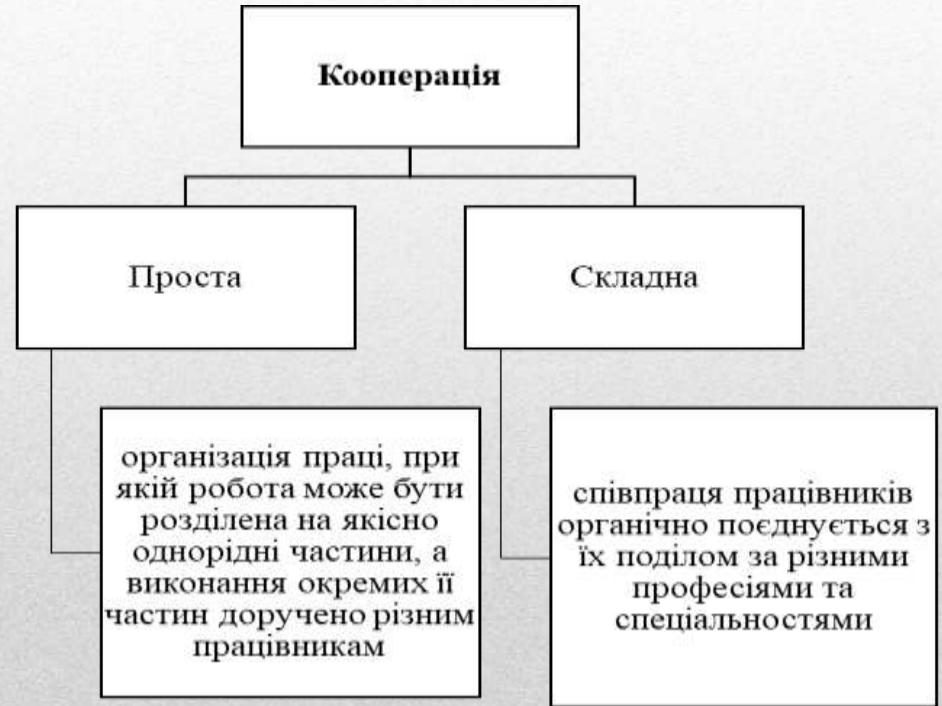 Кооперація
Проста
Складна
організація праці, при
якій робота може бути
розділена на якісно
однорідні частини, а
виконання окремих її
частин доручено різним
працівникам
співпраця працівників
органічно поєднується з
їх поділом за різними
професіями та
спеціальностями